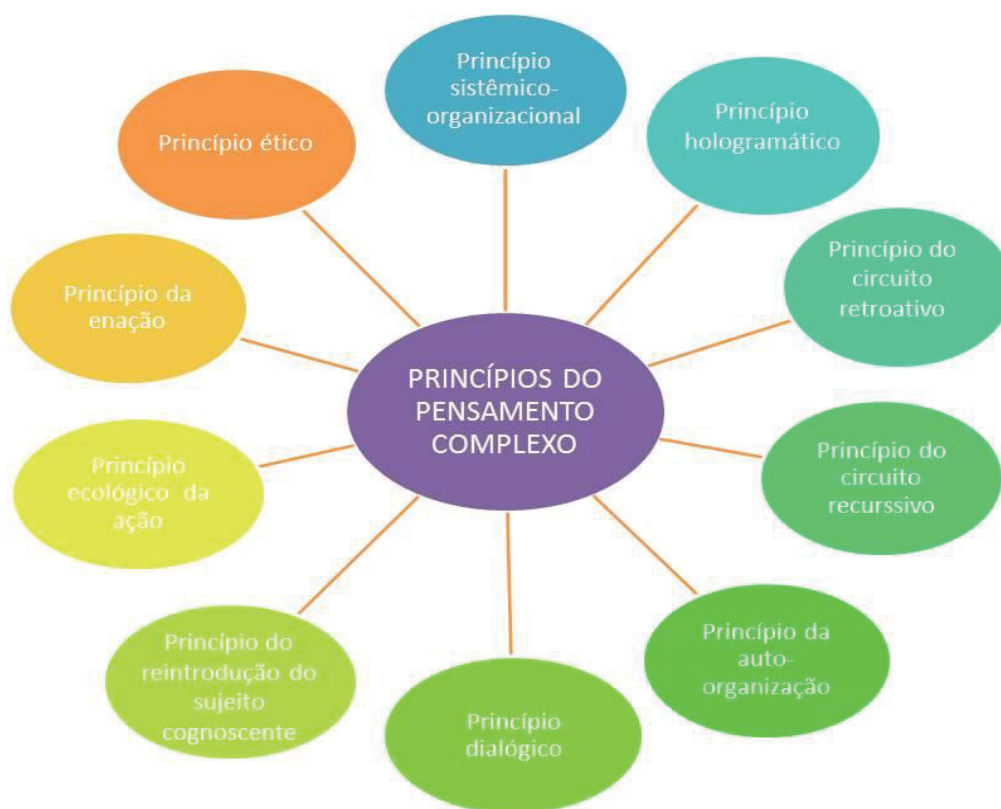 Princípio
sistêmico-
organizacional
Princípio
hologramático
Princípio do
circuito
retroativo
Princípio do
circuito
recurssivo
Princípio da
auto-
organização
Princípio
dialógico
Princípio do
reintrodução do
sujeito
cognoscente
Princípio
ecológico da
ação
Princípio da
enação
Princípio ético
PRINCÍPIOS DO
PENSAMENTO
COMPLEXO